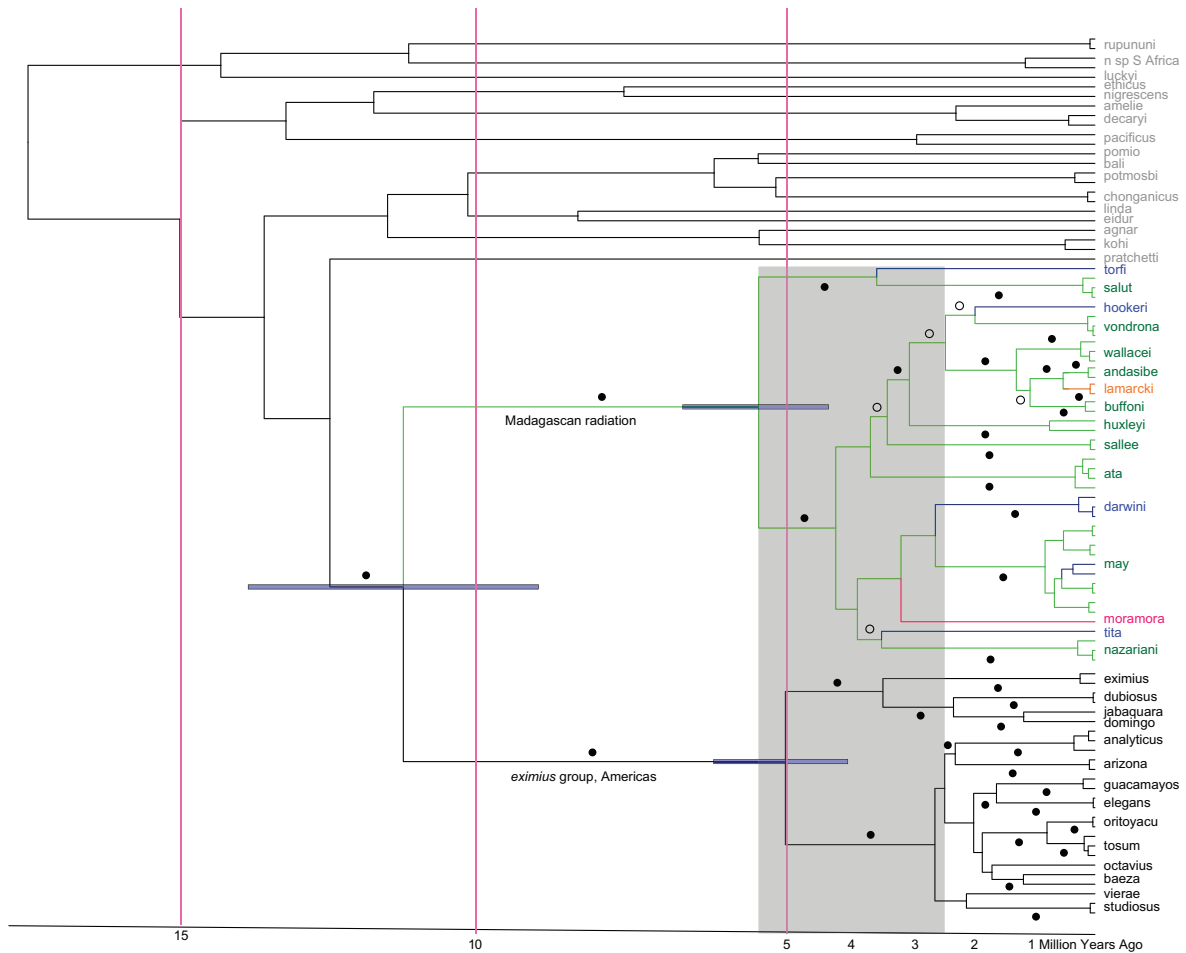 rupununi
n sp S Africa
luckyi
ethicus
nigrescens
amelie
decaryi
pacificus
pomio
bali
potmosbi
chonganicus
linda
eidur
agnar
kohi
pratchetti
torfi
salut
hookeri
vondrona
wallacei
andasibe
lamarcki
buffoni
Madagascan radiation
huxleyi
sallee
ata
darwini
may
moramora
tita
nazariani
eximius
dubiosus
jabaquara
domingo
analyticus
arizona
eximius group, Americas
guacamayos
elegans
oritoyacu
tosum
octavius
baeza
vierae
studiosus
15 10 5 4 3 2 1 Million Years Ago